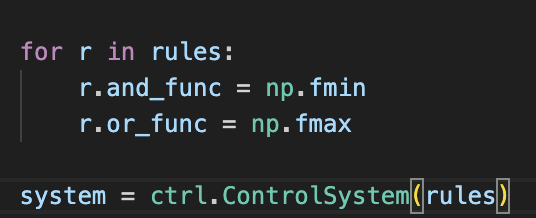 for r in rules:
    r.and_func = np.fmin
    r.or_func = np.fmax
system = ctrl.ControlSystem(rules)